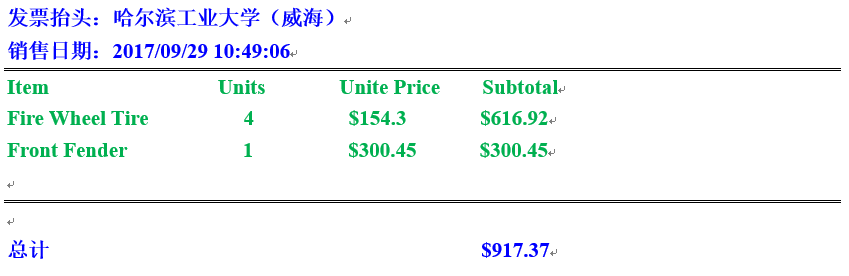 发票抬头：哈尔滨工业大学（威海）
销售日期：2017/09/29 10:49:06
Item Units Unite Price Subtotal
Fire Wheel Tire 4 $154.3 $616.92
Front Fender 1 $300.45 $300.45
总计 $917.37